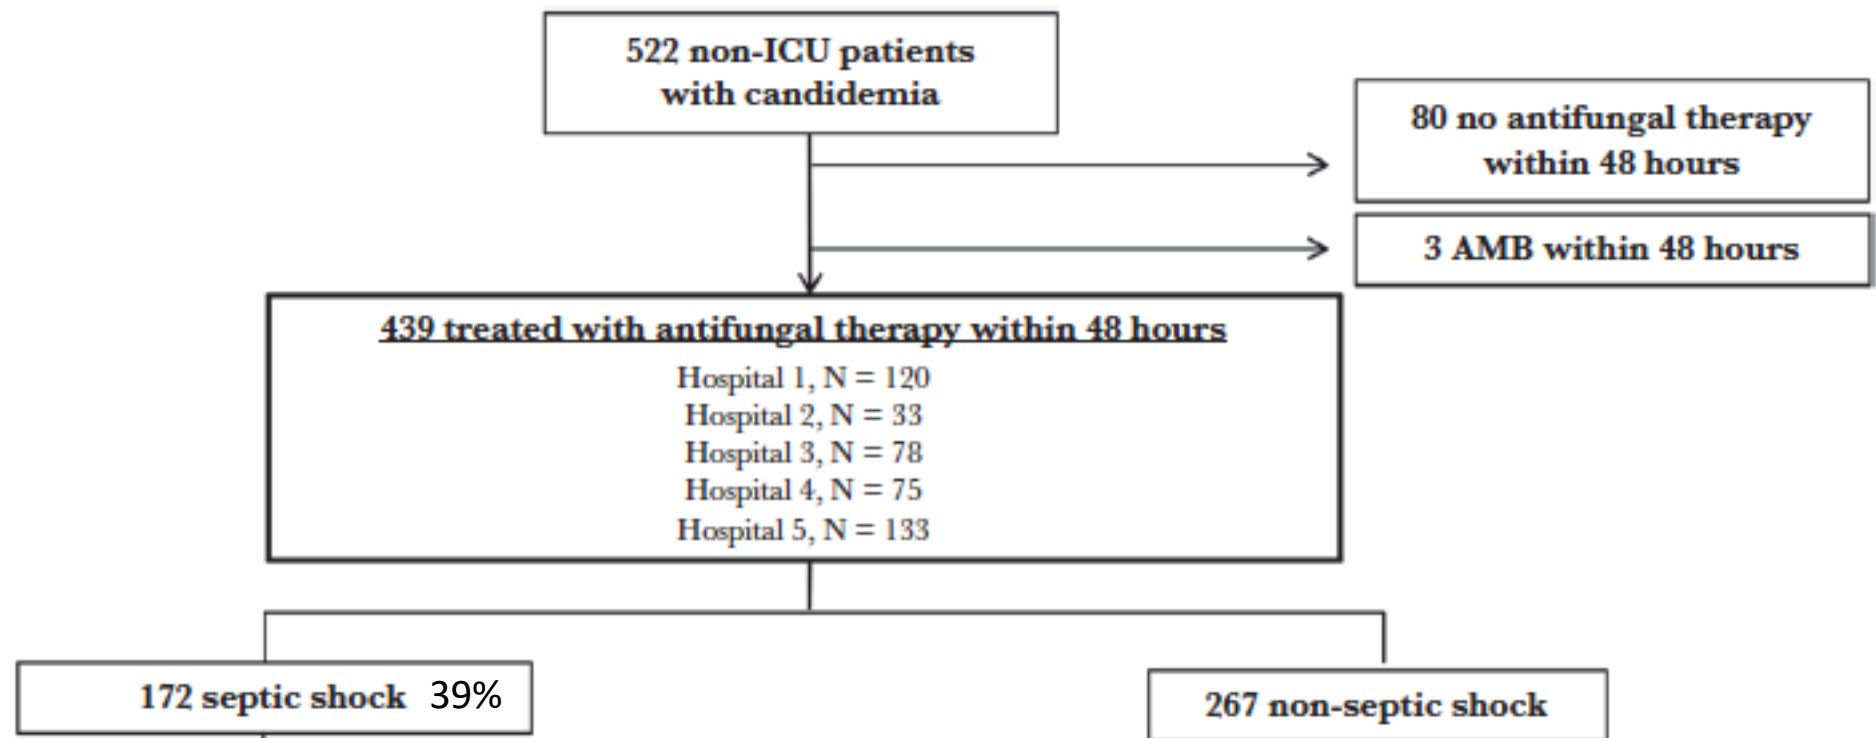 522 non-ICU patients
with candidemia
80 no antifungal therapy
within 48 hours
3 AMB within 48 hours
439 treated with antifungal therapy within 48 hours
Hospital 1, N = 120
Hospital 2, N = 33
Hospital 3, N = 78
Hospital 4, N = 75
Hospital 5, N = 133
172 septic shock 39%
267 non-septic shock